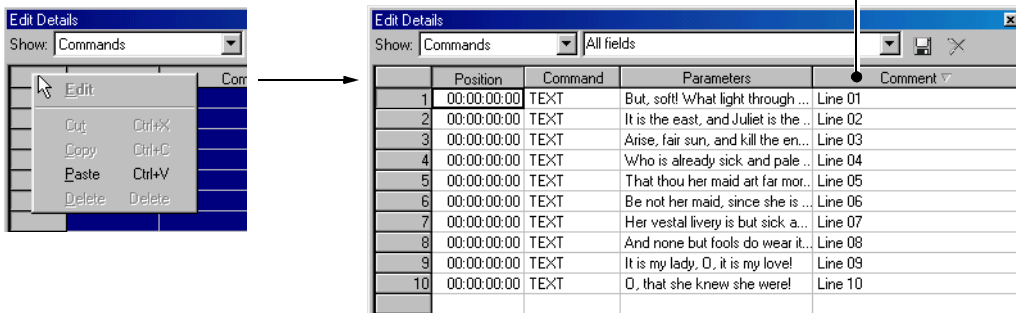 Edit Details
Show: Commands
Com
Edit
Cut Ctrl+X
Copy Ctrl+C
Paste Ctrl+V
Delete Delete
Edit Details
Show: Commands All fields
Position Command Parameters Comment
1 00:00:00:00 TEXT But, soft! What light through ... Line 01
2 00:00:00:00 TEXT It is the east, and Juliet is the .. Line 02
3 00:00:00:00 TEXT Arise, fair sun, and kill the en... Line 03
4 00:00:00:00 TEXT Who is already sick and pale .. Line 04
5 00:00:00:00 TEXT That thou her maid art far mor.. Line 05
6 00:00:00:00 TEXT Be not her maid, since she is ... Line 06
7 00:00:00:00 TEXT Her vestal livery is but sick a... Line 07
8 00:00:00:00 TEXT And none but fools do wear it.. Line 08
9 00:00:00:00 TEXT It is my lady, O, it is my love! Line 09
10 00:00:00:00 TEXT O, that she knew she were! Line 10